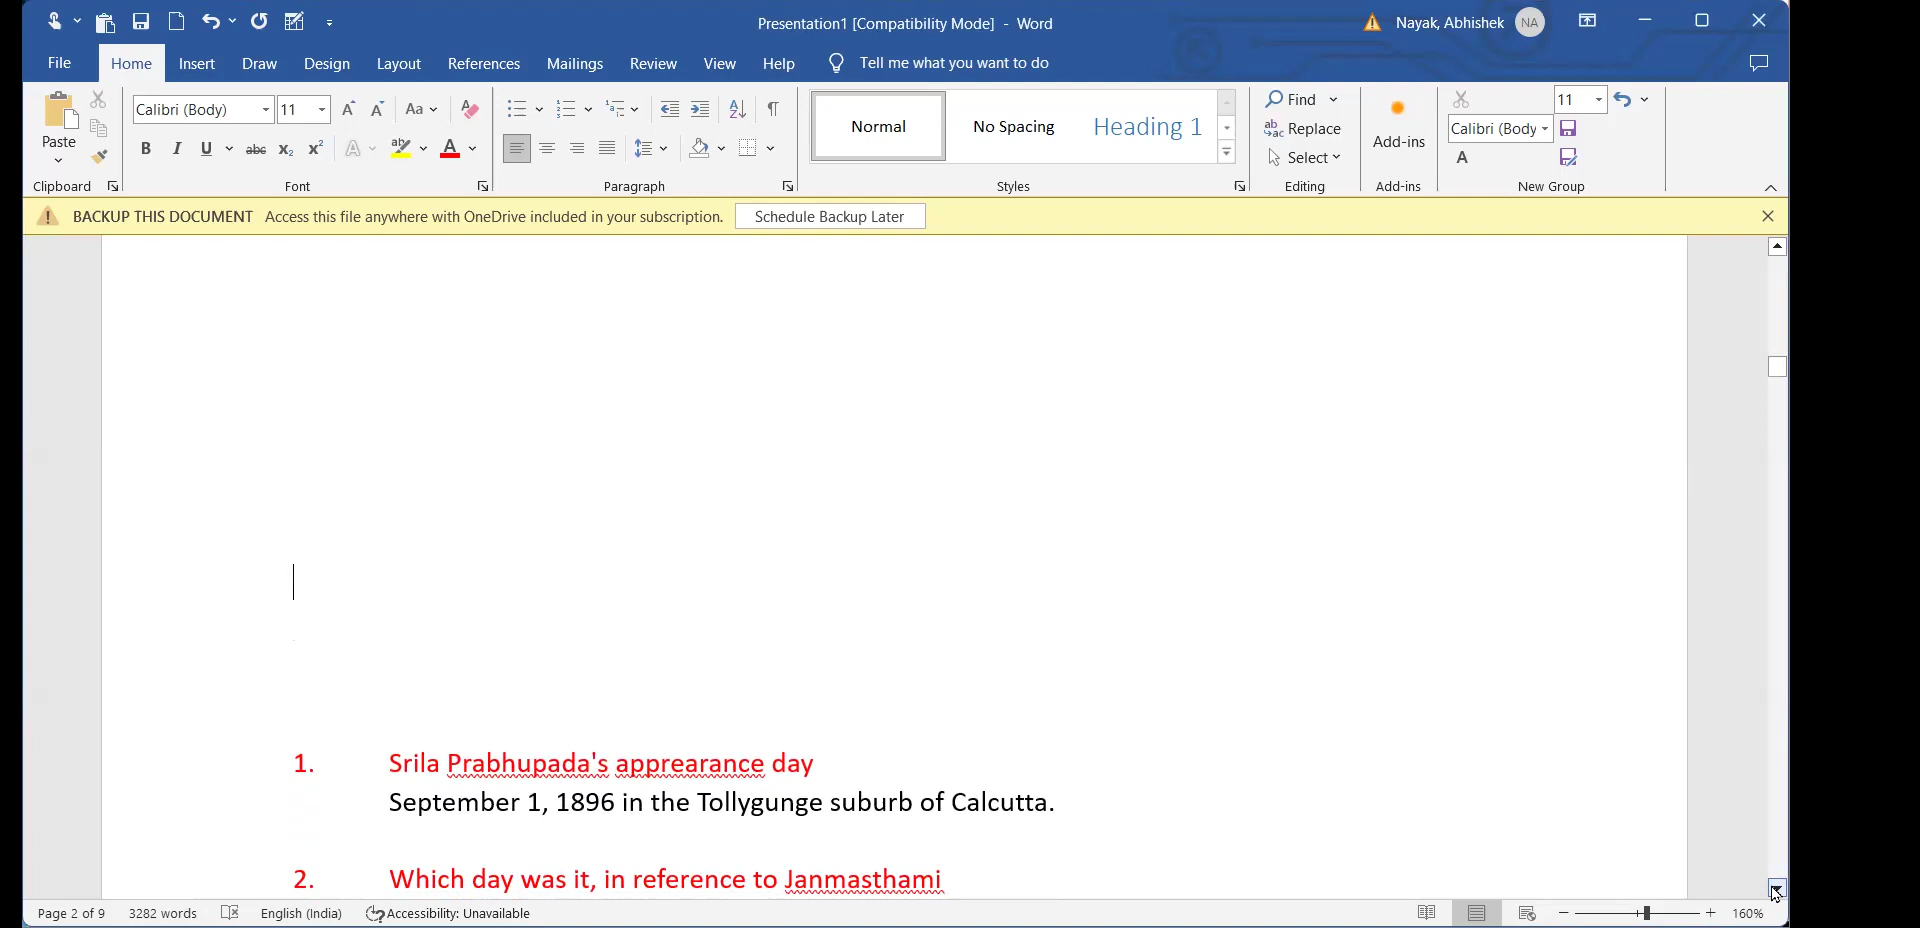 Presentation1 [Compatibility Mode] - Word
Nayak, Abhishek NA
File Home Insert Draw Design Layout References Mailings Review View Help Tell me what you want to do
Calibri (Body) 11 Aa
Paste
B I U abc x₂ x² A A
Normal No Spacing Heading 1
Find
Replace
Select
Add-ins
11
Calibri (Body
A
Clipboard Font Paragraph Styles Editing Add-ins New Group
BACKUP THIS DOCUMENT Access this file anywhere with OneDrive included in your subscription. Schedule Backup Later
1. Srila Prabhupada's apprearance day
September 1, 1896 in the Tollygunge suburb of Calcutta.
2. Which day was it, in reference to Janmasthami
Page 2 of 9 3282 words English (India) Accessibility: Unavailable 160%